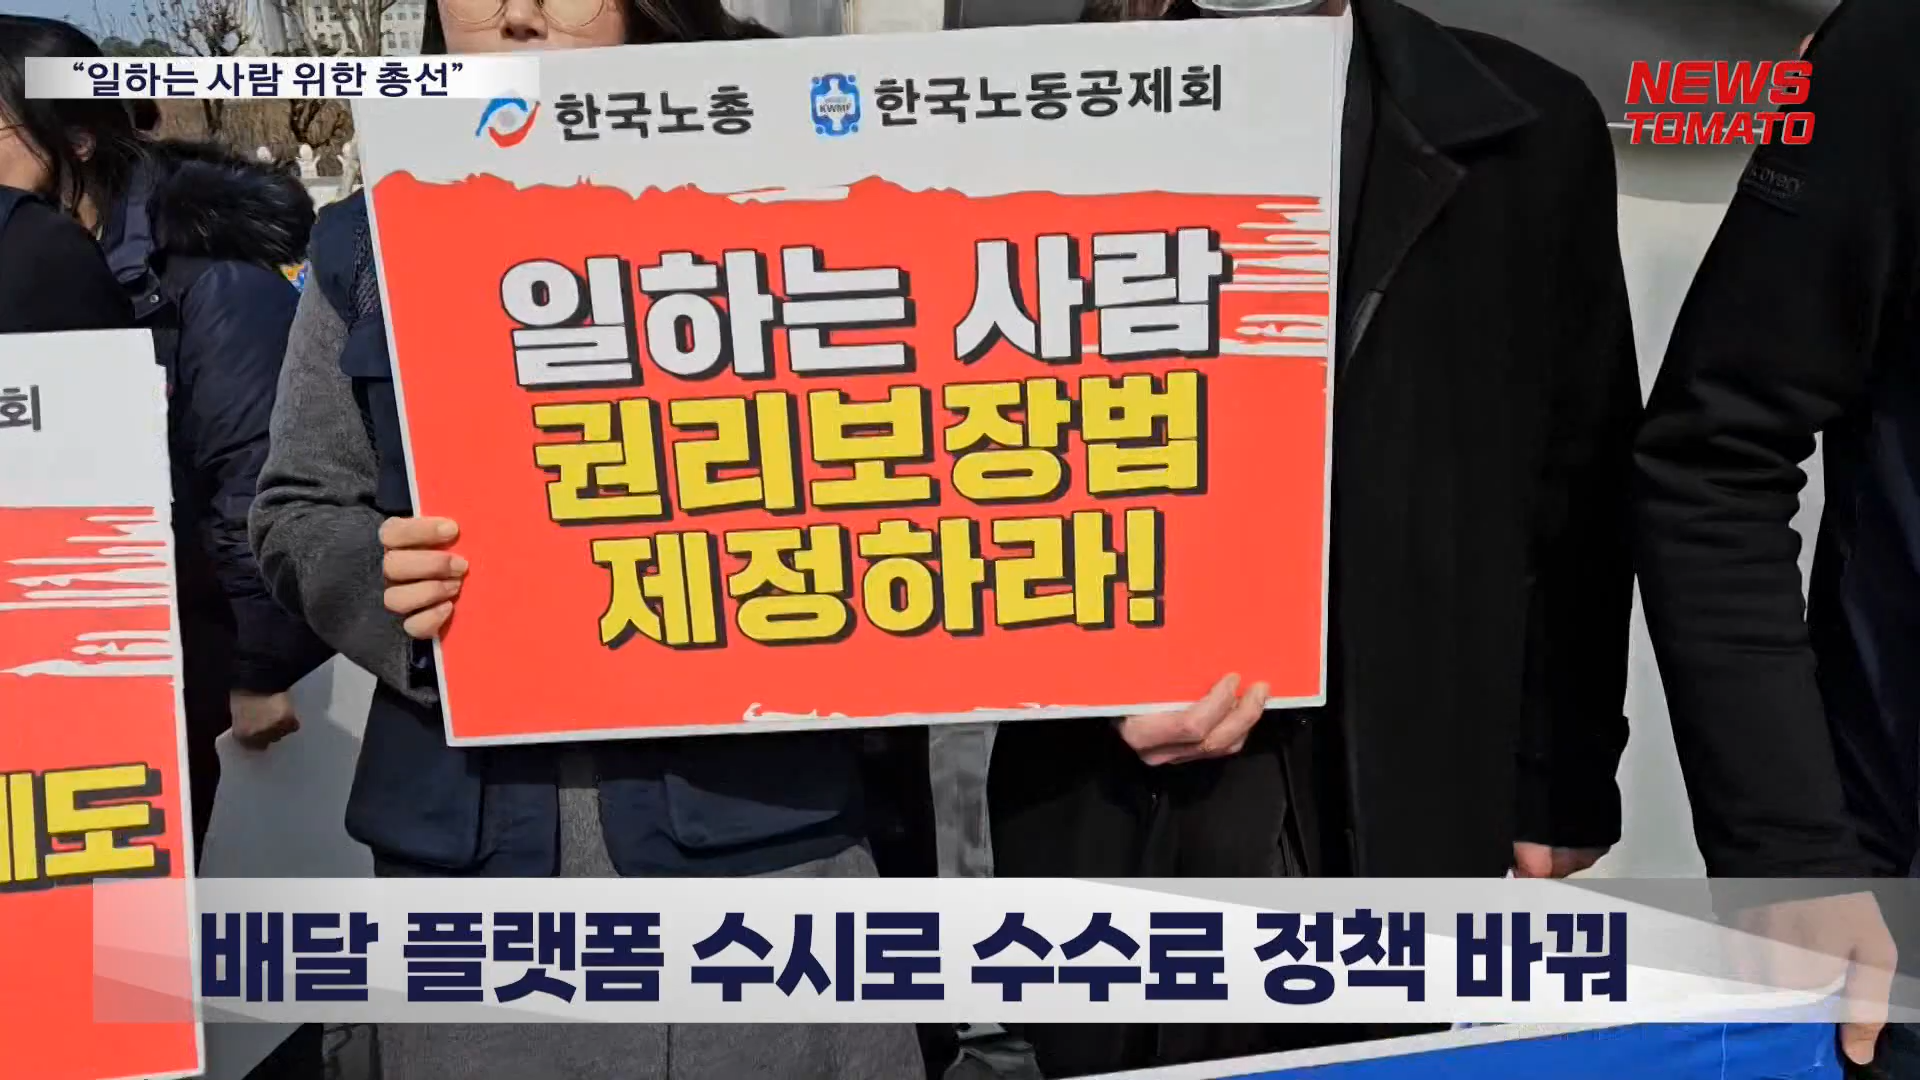 “일하는 사람 위한 총선”
NEWS
TOMATO
한국노총
KWMF
한국노동공제회
일하는 사람
권리보장법
제정하라!
회
제도
배달 플랫폼 수시로 수수료 정책 바꿔